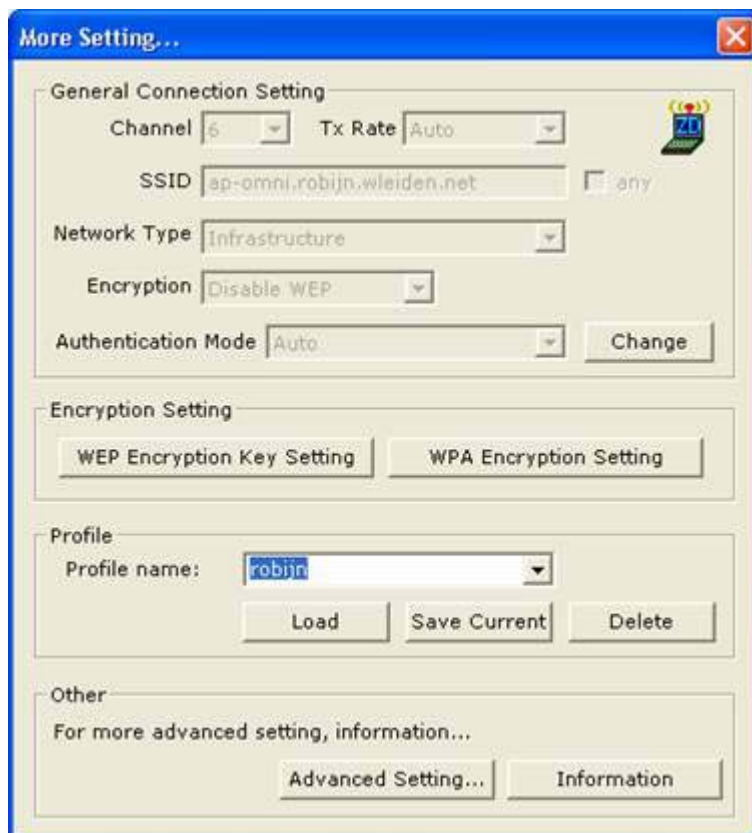 More Setting...
General Connection Setting
Channel 6 Tx Rate Auto
ZD
SSID ap-omni.robijn.wleiden.net any
Network Type Infrastructure
Encryption Disable WEP
Authentication Mode Auto Change
Encryption Setting
WEP Encryption Key Setting WPA Encryption Setting
Profile
Profile name: robijn
Load Save Current Delete
Other
For more advanced setting, information...
Advanced Setting... Information